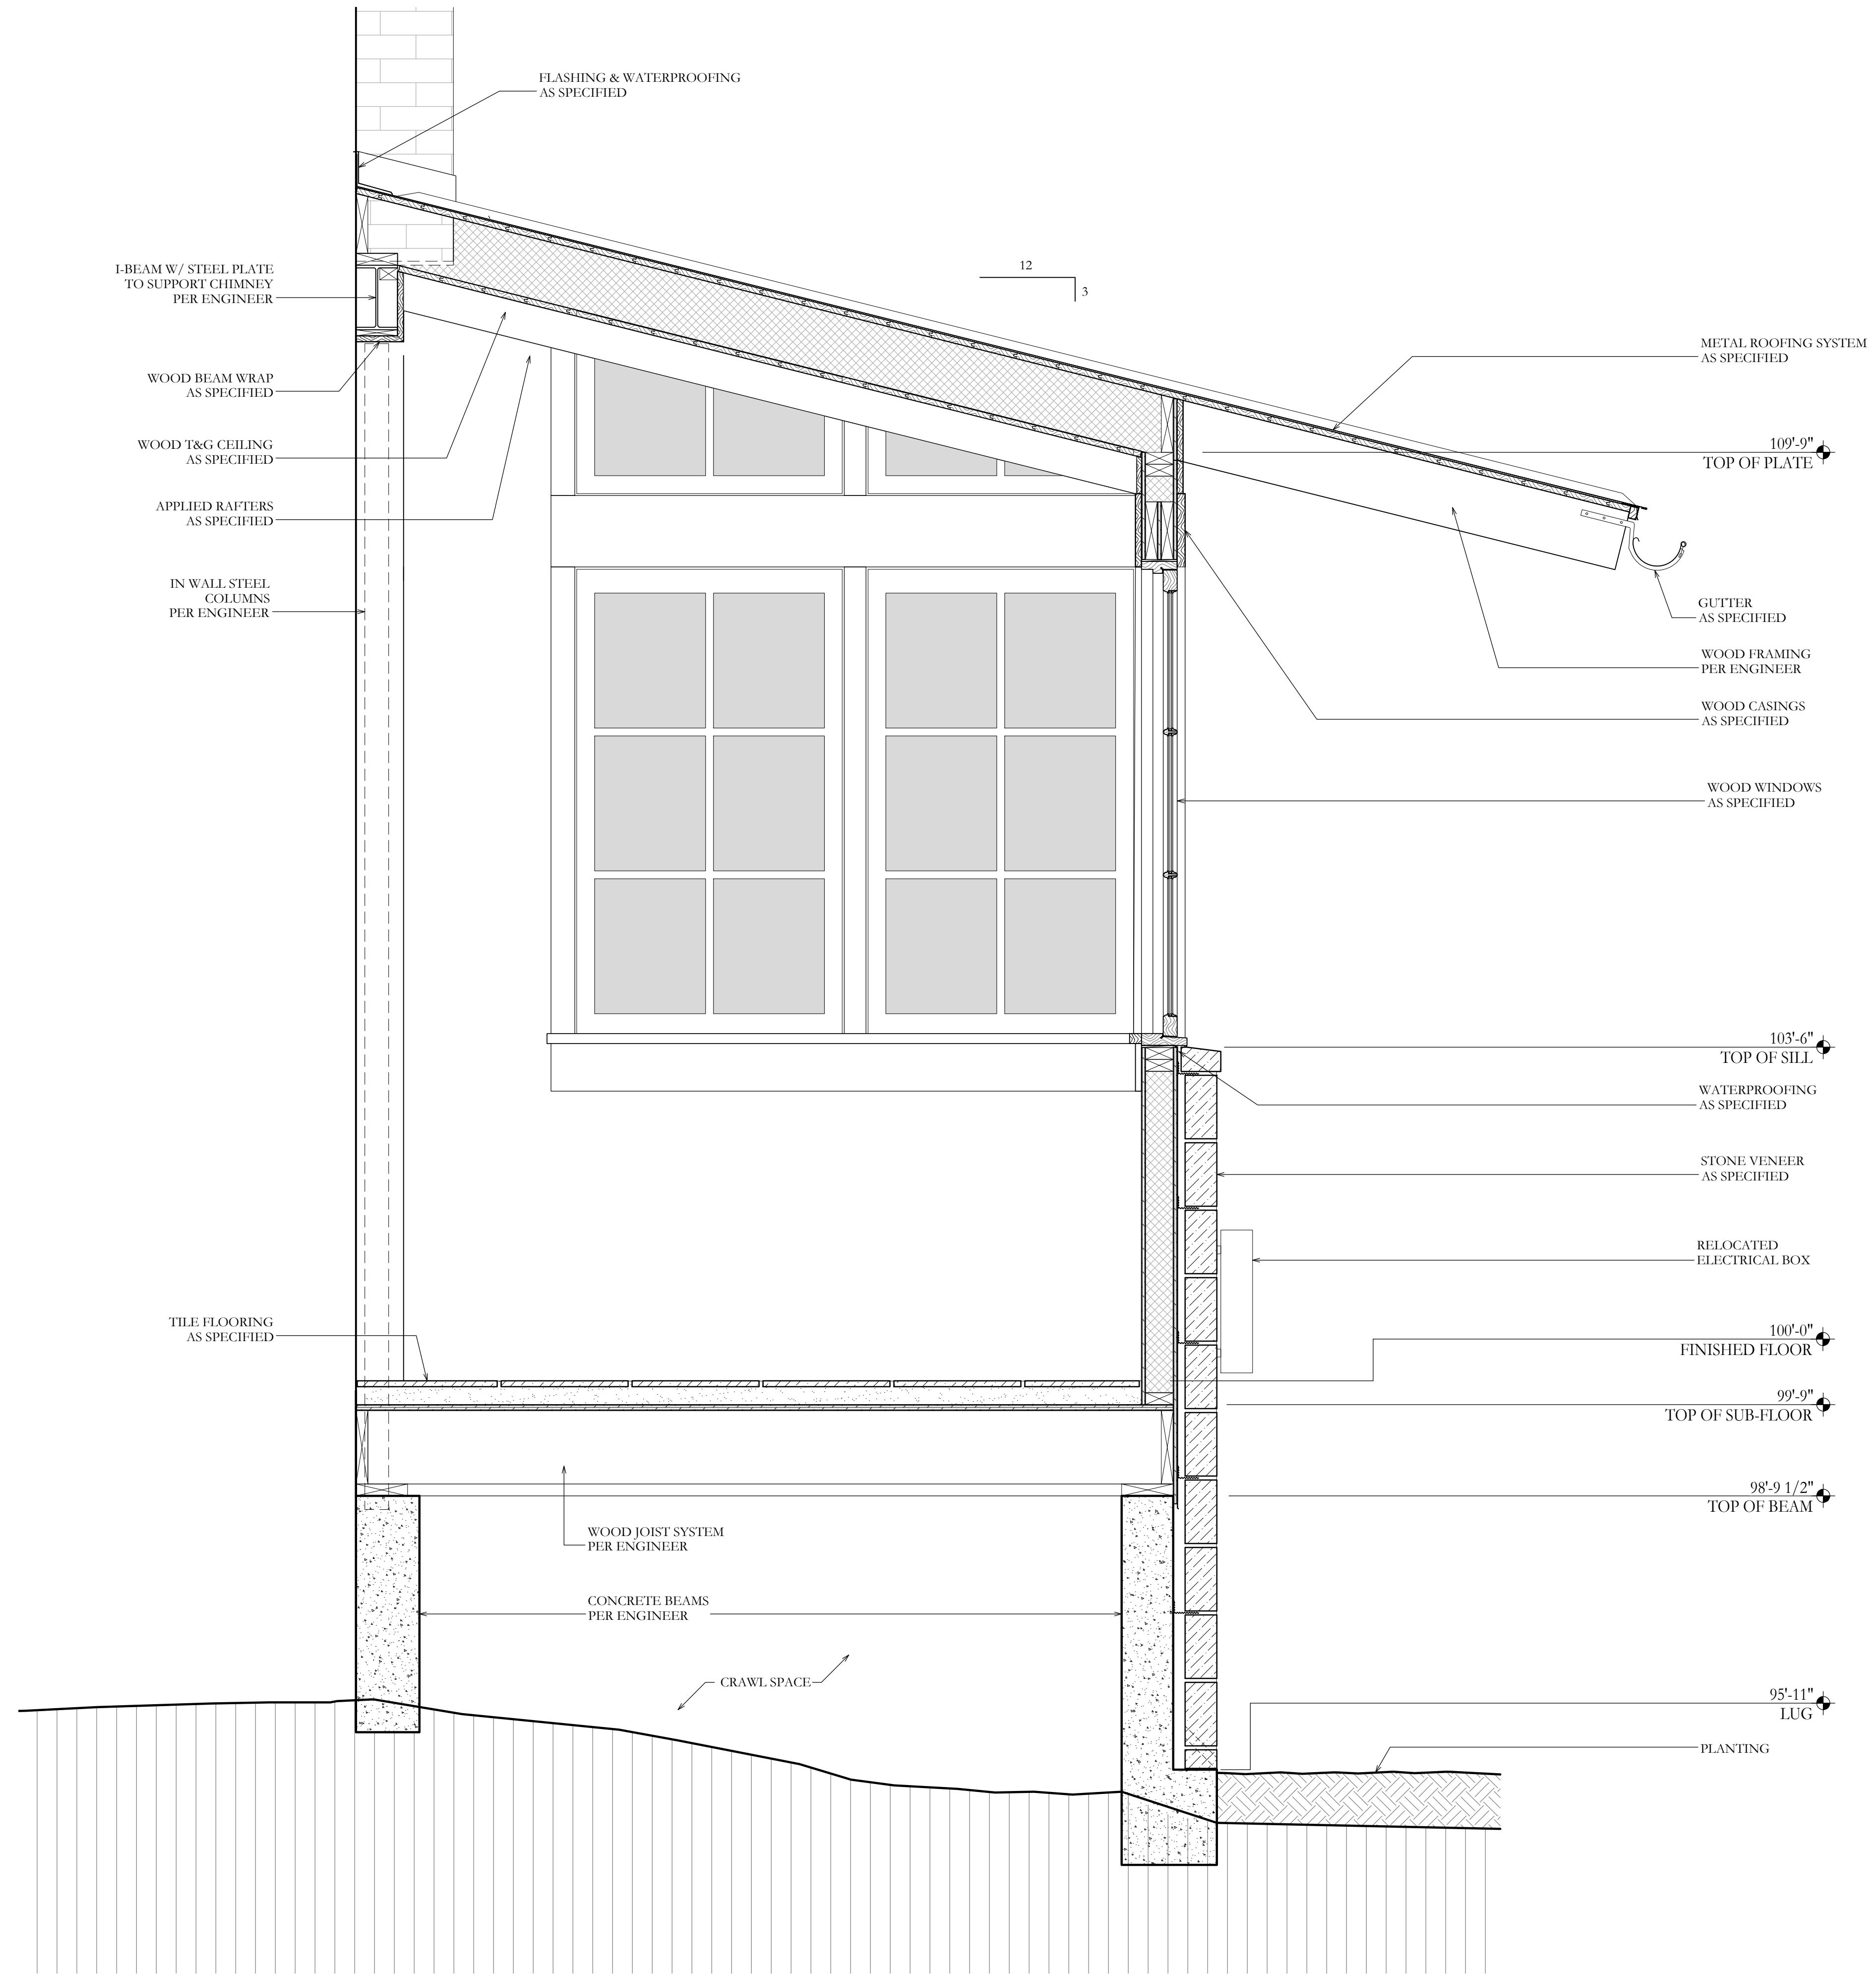 FLASHING & WATERPROOFING
AS SPECIFIED
I-BEAM W/ STEEL PLATE
TO SUPPORT CHIMNEY
PER ENGINEER
12
3
METAL ROOFING SYSTEM
AS SPECIFIED
WOOD BEAM WRAP
AS SPECIFIED
WOOD T&G CEILING
AS SPECIFIED
109'-9"
TOP OF PLATE
APPLIED RAFTERS
AS SPECIFIED
IN WALL STEEL
COLUMNS
PER ENGINEER
GUTTER
AS SPECIFIED
WOOD FRAMING
PER ENGINEER
WOOD CASINGS
AS SPECIFIED
WOOD WINDOWS
AS SPECIFIED
103'-6"
TOP OF SILL
WATERPROOFING
AS SPECIFIED
STONE VENEER
AS SPECIFIED
RELOCATED
ELECTRICAL BOX
TILE FLOORING
AS SPECIFIED
100'-0"
FINISHED FLOOR
99'-9"
TOP OF SUB-FLOOR
98'-9 1/2"
TOP OF BEAM
WOOD JOIST SYSTEM
PER ENGINEER
CONCRETE BEAMS
PER ENGINEER
CRAWL SPACE
95'-11"
LUG
PLANTING